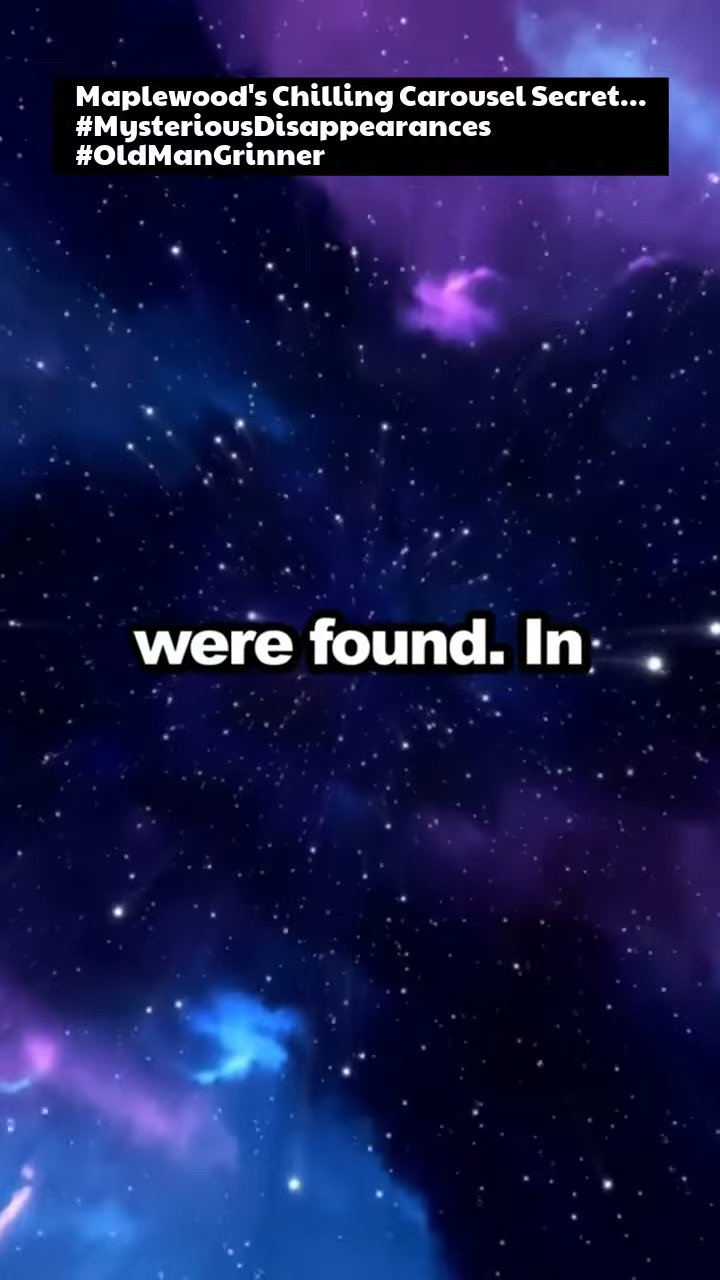 Maplewood's Chilling Carousel Secret...
#MysteriousDisappearances
#OldManGrinner
were found. In